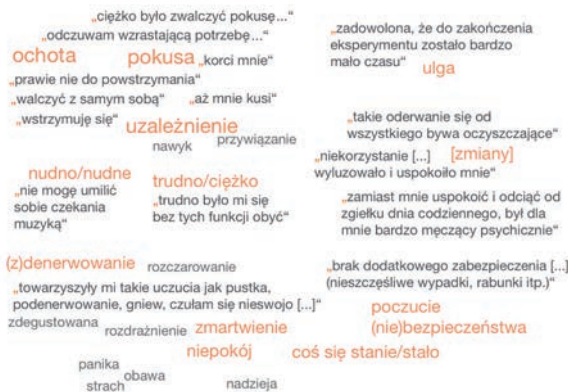 „ciężko było zwalczyć pokusę...“
„odczuwam wzrastającą potrzebę...“
ochota pokusa „korci mnie“
„prawie nie do powstrzymania“
„walczyć z samym sobą“ „aż mnie kusi“
„wstrzymuję się“ uzależnienie
nawyk przywiązanie
„zadowolona, że do zakończenia
eksperymentu zostało bardzo
mało czasu“ ulga
„takie oderwanie się od
wszystkiego bywa oczyszczające“
„niekorzystanie [...] [zmiany]
wyluzowało i uspokoiło mnie“
nudno/nudne
„nie mogę umilić
sobie czekania
muzyką“
trudno/ciężko
„trudno było mi się
bez tych funkcji obyć“
„zamiast mnie uspokoić i odciąć od
zgiełku dnia codziennego, był dla
mnie bardzo męczący psychicznie“
(z)denerwowanie rozczarowanie
„towarzyszyły mi takie uczucia jak pustka,
podenerwowanie, gniew, czułam się nieswojo [...]“
zdegustowana rozdrażnienie zmartwienie
niepokój coś się stanie/stało
„brak dodatkowego zabezpieczenia [...]
(nieszczęśliwe wypadki, rabunki itp.)“
poczucie
(nie)bezpieczeństwa
panika
obawa
strach nadzieja